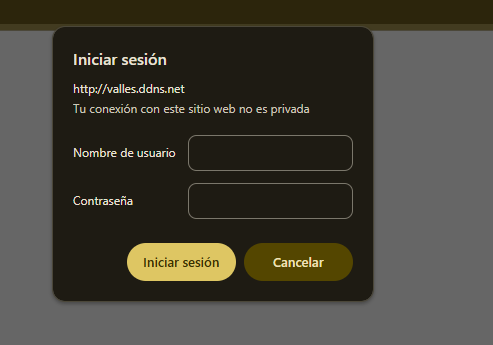 Iniciar sesión
http://valles.ddns.net
Tu conexión con este sitio web no es privada
Nombre de usuario
Contraseña
Iniciar sesión
Cancelar